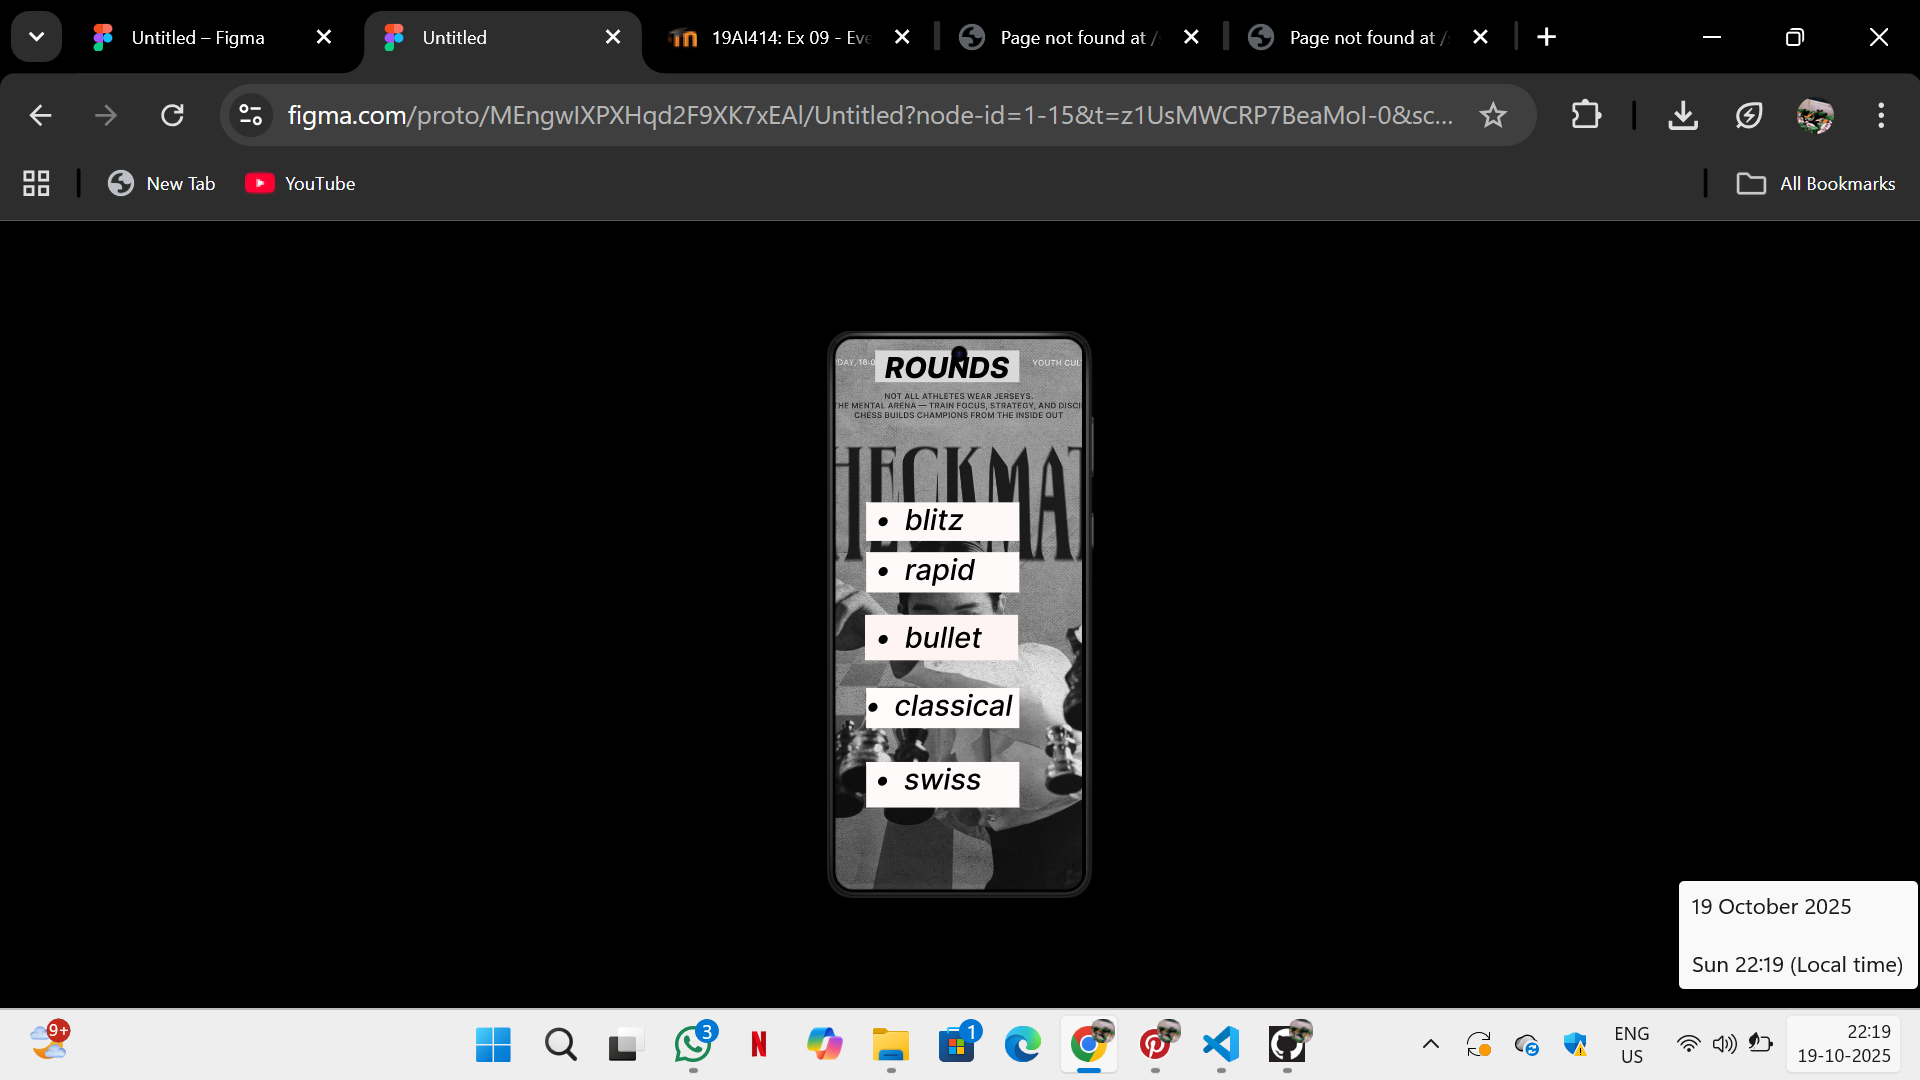 Untitled – Figma
Untitled
19AI414: Ex 09 - Eve
Page not found at /
Page not found at /
figma.com/proto/MEngwIXPXHqd2F9XK7xEAl/Untitled?node-id=1-15&t=z1UsMWCRP7BeaMoI-0&sc...
New Tab
YouTube
All Bookmarks
DAY, 16:0
ROUNDS
YOUTH CUL
NOT ALL ATHLETES WEAR JERSEYS.
THE MENTAL ARENA — TRAIN FOCUS, STRATEGY, AND DISCI
CHESS BUILDS CHAMPIONS FROM THE INSIDE OUT
HECKMAT
• blitz
• rapid
• bullet
• classical
• swiss
19 October 2025
Sun 22:19 (Local time)
9+
3
N
1
ENG
US
22:19
19-10-2025